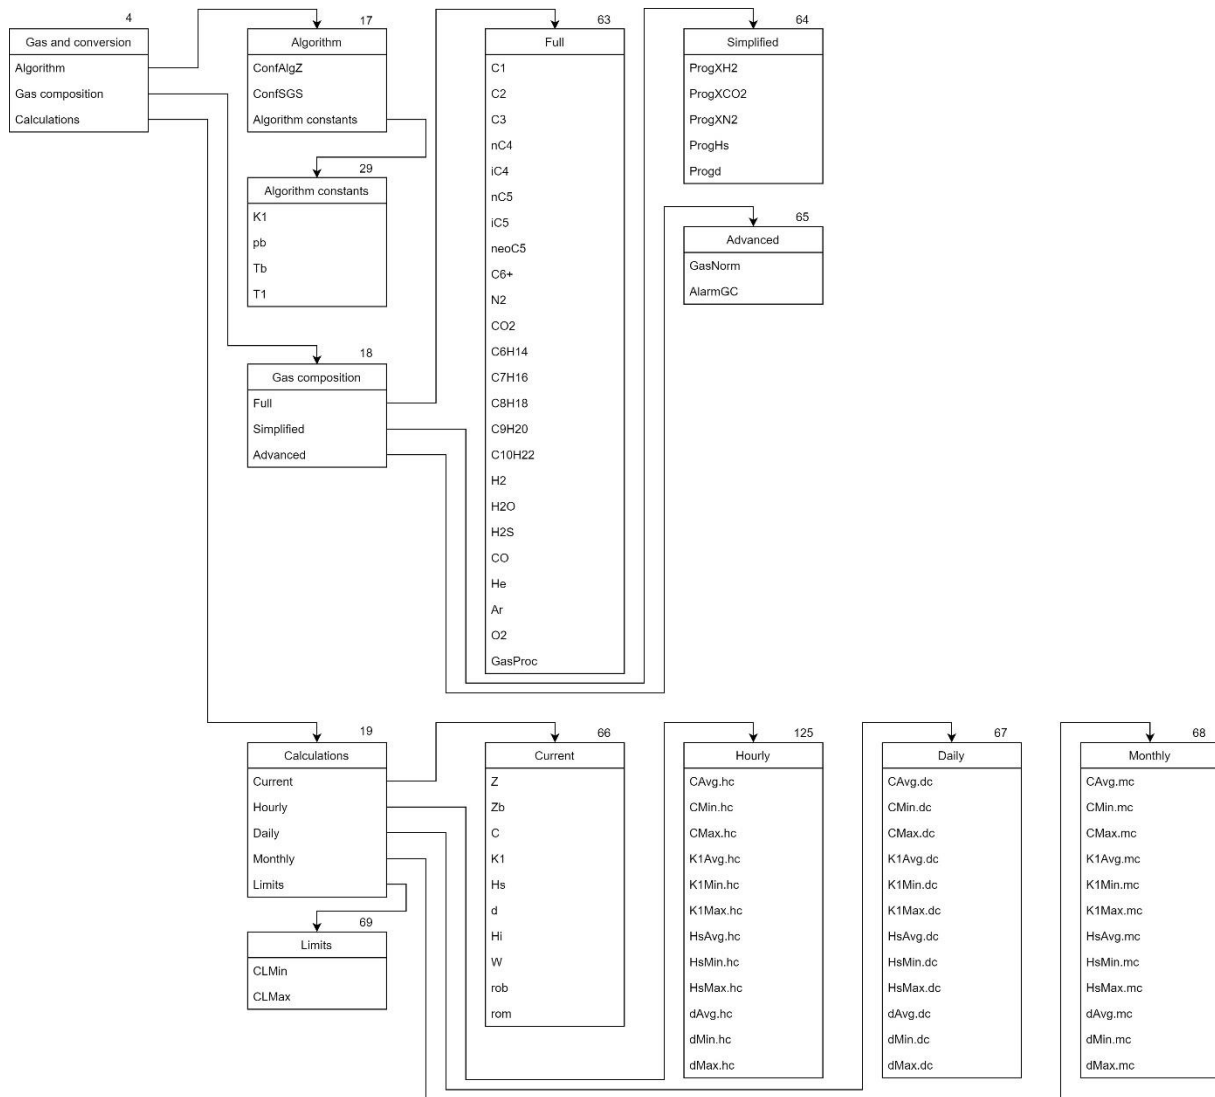 4
Gas and conversion
Algorithm
Gas composition
Calculations
17
Algorithm
ConfAlgZ
ConfSGS
Algorithm constants
29
Algorithm constants
K1
pb
Tb
T1
18
Gas composition
Full
Simplified
Advanced
63
Full
C1
C2
C3
nC4
iC4
nC5
iC5
neoC5
C6+
N2
CO2
C6H14
C7H16
C8H18
C9H20
C10H22
H2
H2O
H2S
CO
He
Ar
O2
GasProc
64
Simplified
ProgXH2
ProgXCO2
ProgXN2
ProgHs
Progd
65
Advanced
GasNorm
AlarmGC
19
Calculations
Current
Hourly
Daily
Monthly
Limits
69
Limits
CLMin
CLMax
66
Current
Z
Zb
C
K1
Hs
d
Hi
W
rob
rom
125
Hourly
CAvg.hc
CMin.hc
CMax.hc
K1Avg.hc
K1Min.hc
K1Max.hc
HsAvg.hc
HsMin.hc
HsMax.hc
dAvg.hc
dMin.hc
dMax.hc
67
Daily
CAvg.dc
CMin.dc
CMax.dc
K1Avg.dc
K1Min.dc
K1Max.dc
HsAvg.dc
HsMin.dc
HsMax.dc
dAvg.dc
dMin.dc
dMax.dc
68
Monthly
CAvg.mc
CMin.mc
CMax.mc
K1Avg.mc
K1Min.mc
K1Max.mc
HsAvg.mc
HsMin.mc
HsMax.mc
dAvg.mc
dMin.mc
dMax.mc